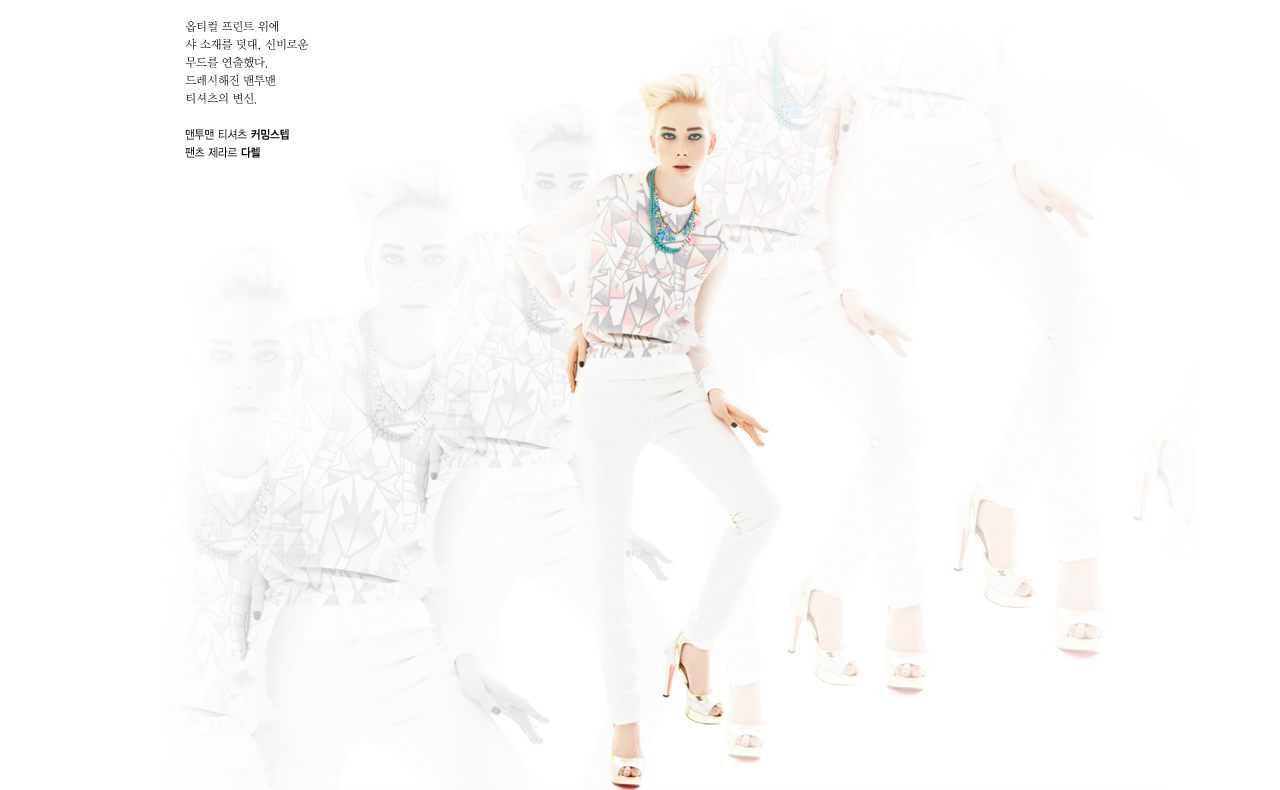 옵티컬 프린트 위에
샤 소재를 덧대, 신비로운
무드를 연출했다.
드레시해진 맨투맨
티셔츠의 변신.
맨투맨 티셔츠 커밍스텝
팬츠 제라르 다렐